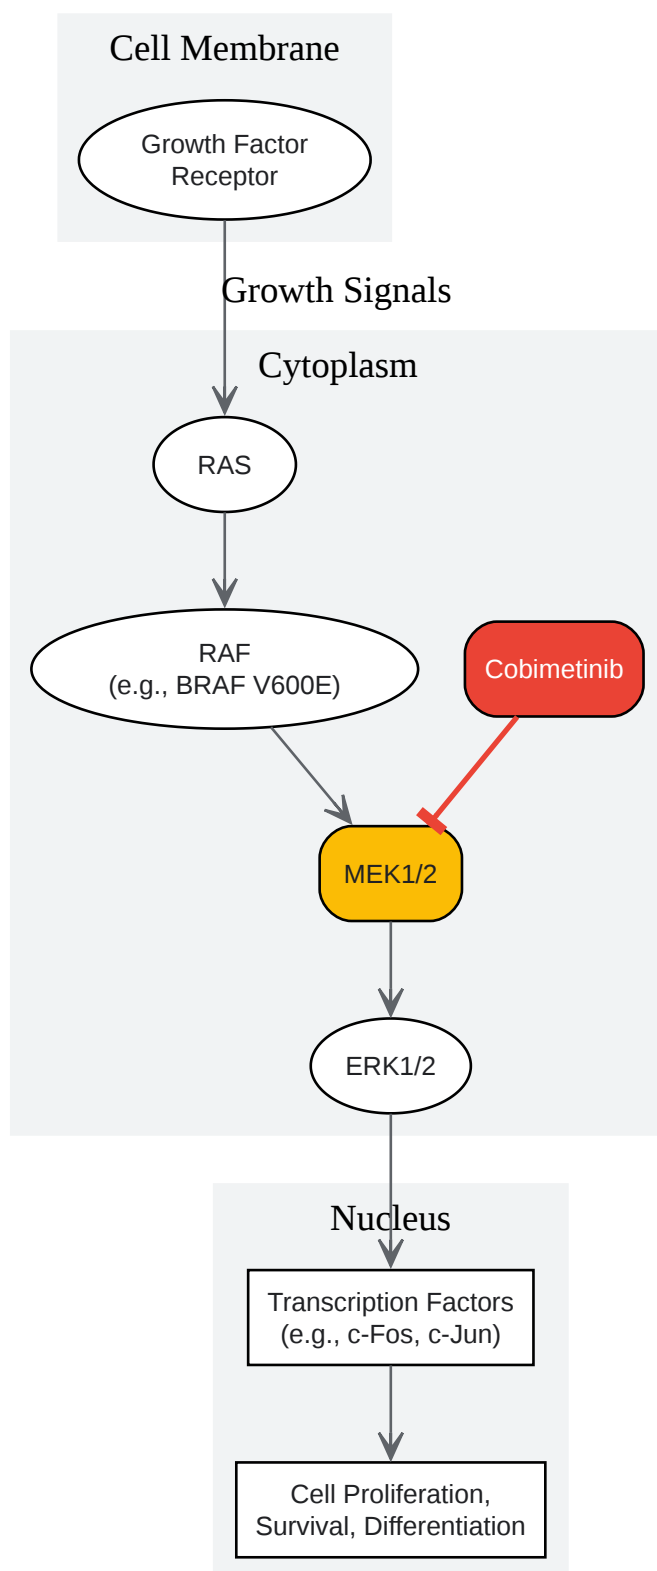 Cell Membrane
Growth Factor
Receptor
Growth Signals
Cytoplasm
RAS
RAF
(e.g., BRAF V600E)
Cobimetinib
MEK1/2
ERK1/2
Nucleus
Transcription Factors
(e.g., c-Fos, c-Jun)
Cell Proliferation,
Survival, Differentiation